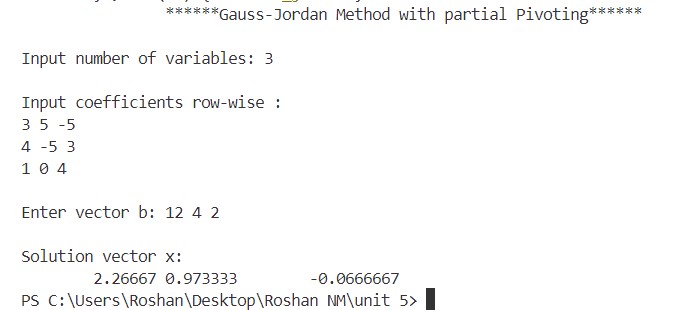 ******Gauss-Jordan Method with partial Pivoting******
Input number of variables: 3
Input coefficients row-wise :
3 5 -5
4 -5 3
1 0 4
Enter vector b: 12 4 2
Solution vector x:
2.26667 0.973333 -0.0666667
PS C:\Users\Roshan\Desktop\Roshan NM\unit 5>